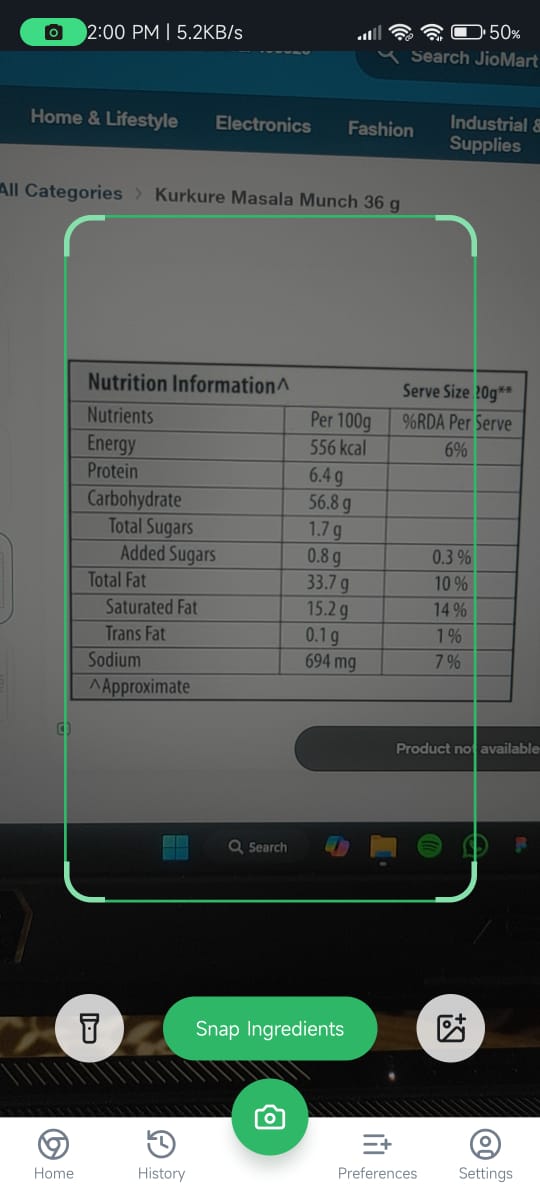 2:00 PM | 5.2KB/s
50%
Search JioMart
Home & Lifestyle
Electronics
Fashion
Industrial &
Supplies
All Categories > Kurkure Masala Munch 36 g
Nutrition Information^ Serve Size 20g**
Nutrients Per 100g %RDA Per Serve
Energy 556 kcal 6%
Protein 6.4 g
Carbohydrate 56.8 g
Total Sugars 1.7 g
Added Sugars 0.8 g 0.3 %
Total Fat 33.7 g 10 %
Saturated Fat 15.2 g 14 %
Trans Fat 0.1 g 1 %
Sodium 694 mg 7 %
^Approximate
Product not available
Search
Snap Ingredients
Home
History
Preferences
Settings